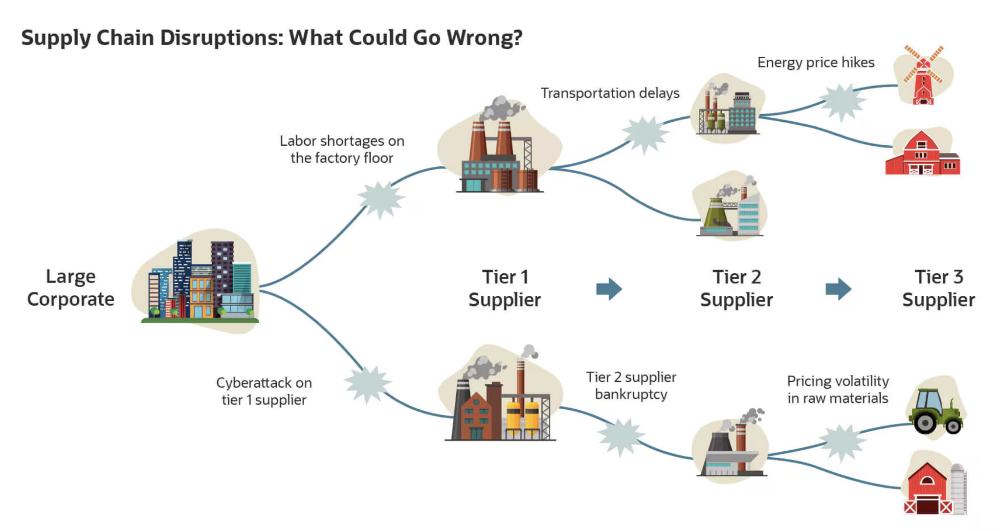 Supply Chain Disruptions: What Could Go Wrong?
Energy price hikes
Transportation delays
Labor shortages on
the factory floor
Large
Corporate
Tier 1
Supplier
Tier 2
Supplier
Tier 3
Supplier
Cyberattack on
tier 1 supplier
Tier 2 supplier
bankruptcy
Pricing volatility
in raw materials